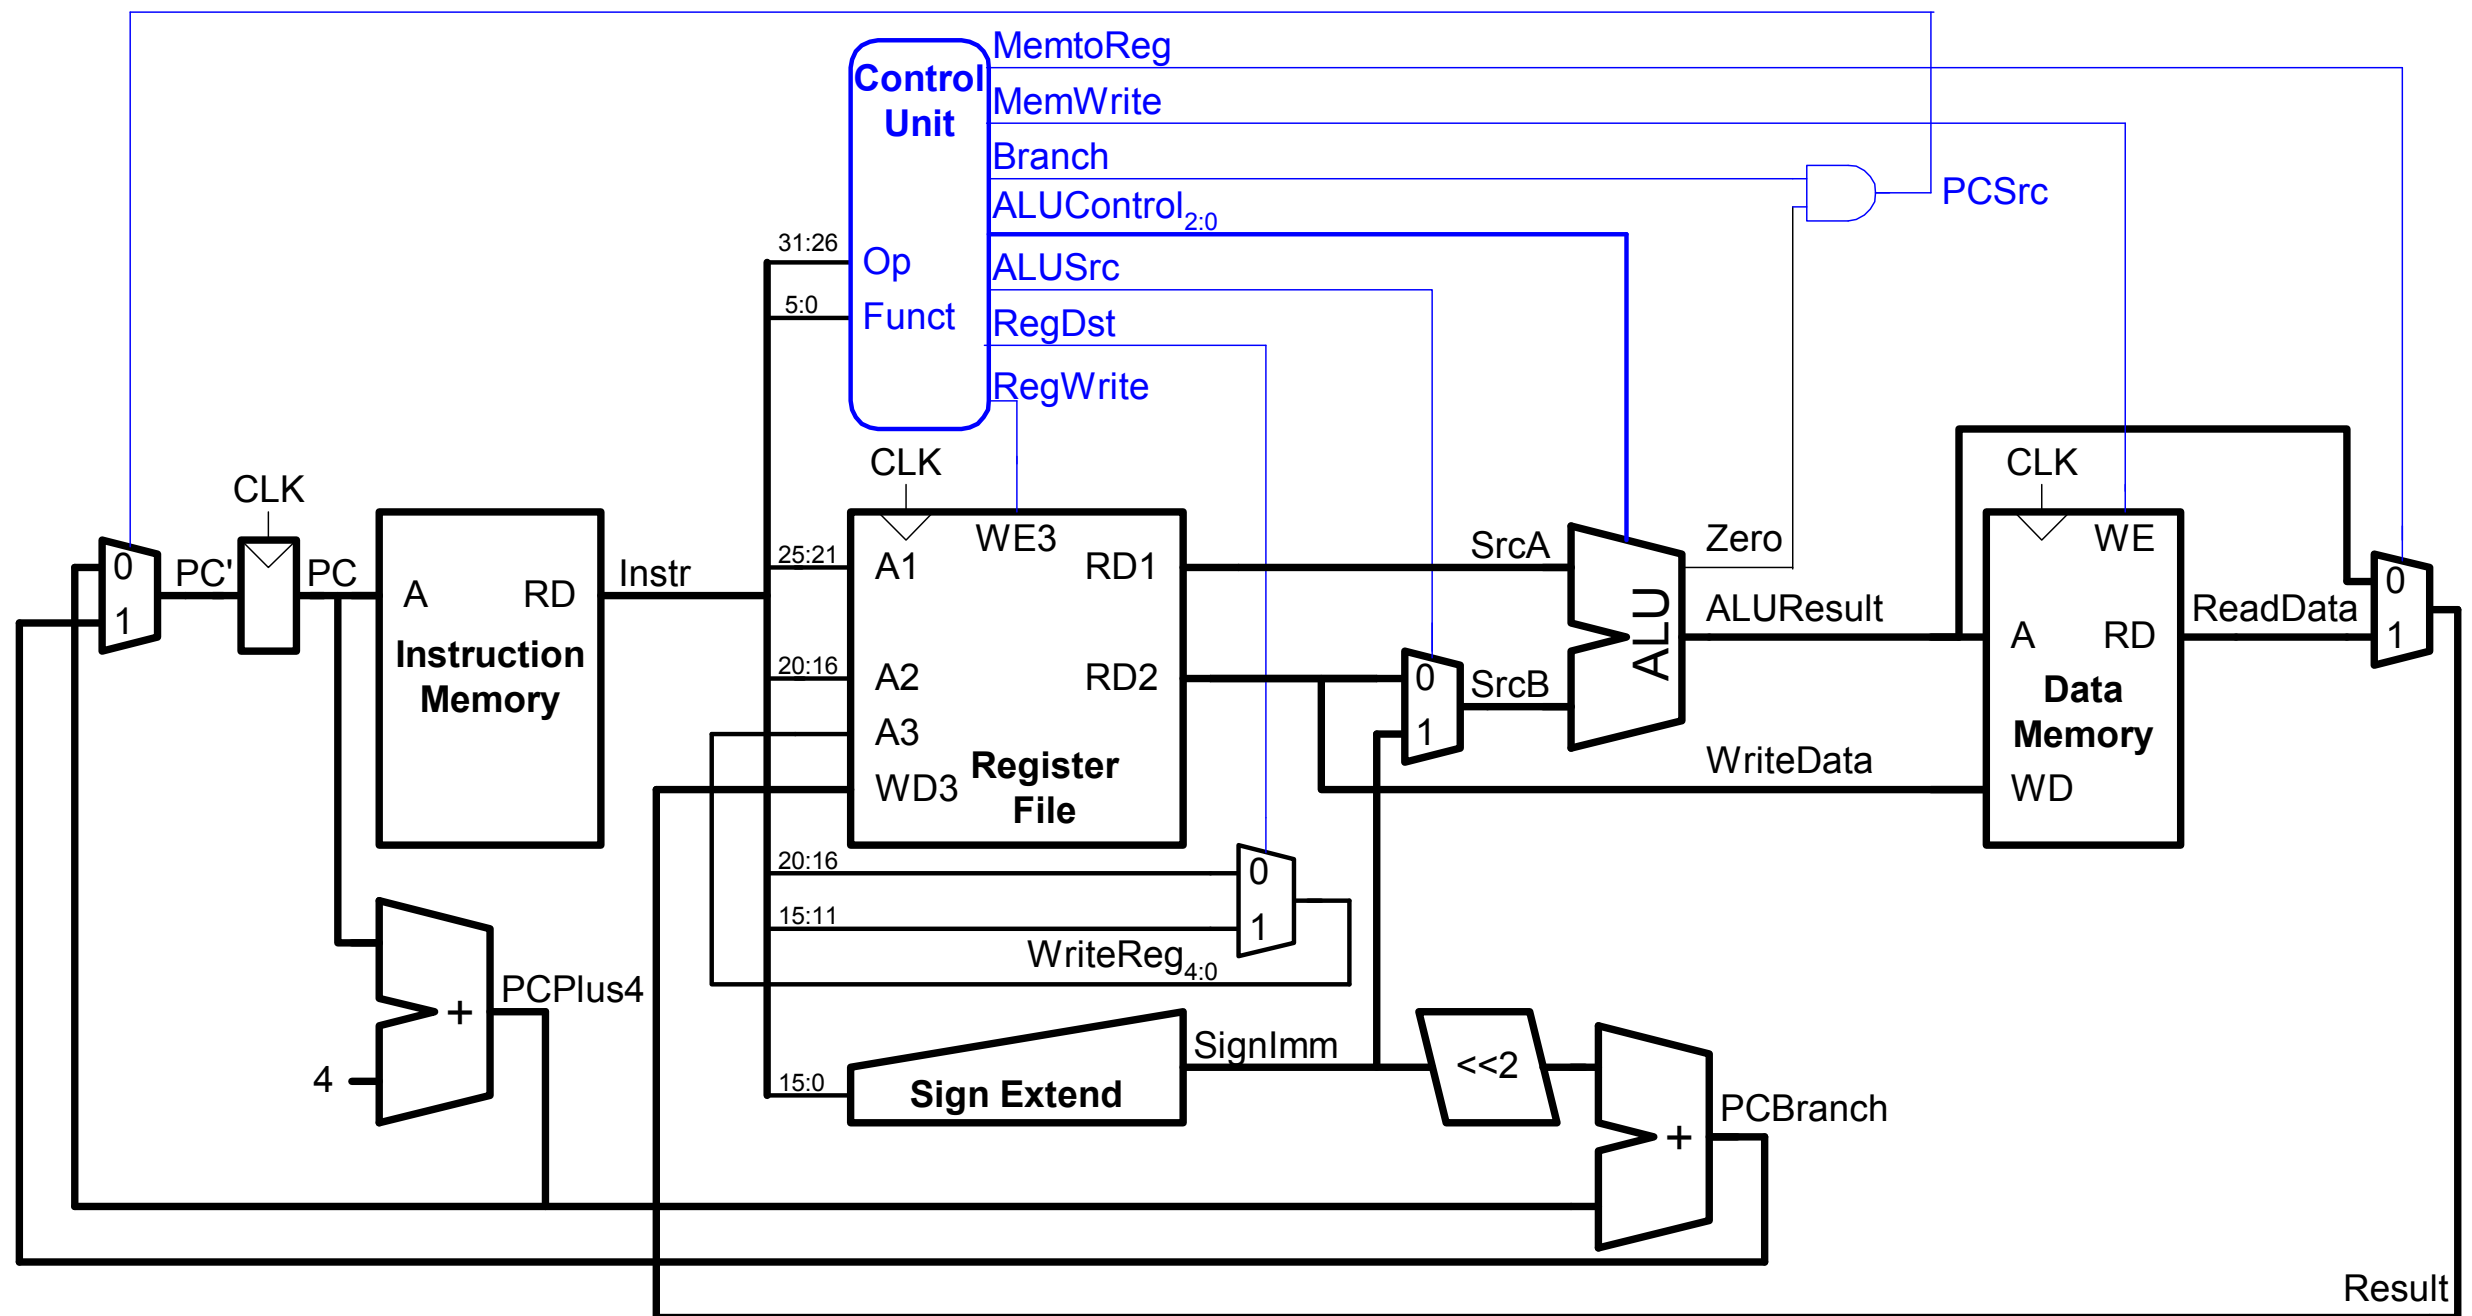 MemtoReg
Control
Unit
MemWrite
Branch
PCSrc
ALUControl2:0
31:26
Op
ALUSrc
5:0
Funct
RegDst
RegWrite
CLK
CLK
CLK
0
1
PC'
PC
A
RD
Instruction
Memory
Instr
25:21
A1
WE3
RD1
20:16
A2
RD2
A3
WD3
Register
File
SrcA
0
1
SrcB
ALU
Zero
ALUResult
WriteData
WE
A
RD
Data
Memory
WD
ReadData
0
1
20:16
0
15:11
1
WriteReg4:0
PCPlus4
+
4
15:0
Sign Extend
SignImm
<<2
+
PCBranch
Result